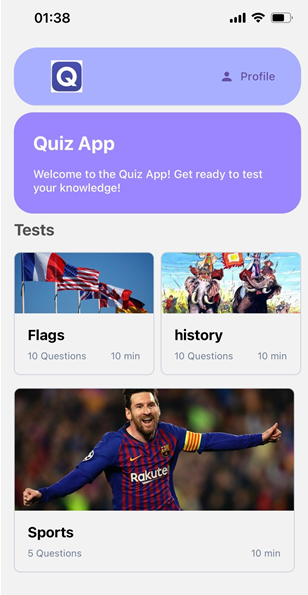 01:38
Q
Profile
Quiz App
Welcome to the Quiz App! Get ready to test
your knowledge!
Tests
Flags
10 Questions 10 min
history
10 Questions 10 min
Rakuten
Sports
5 Questions 10 min